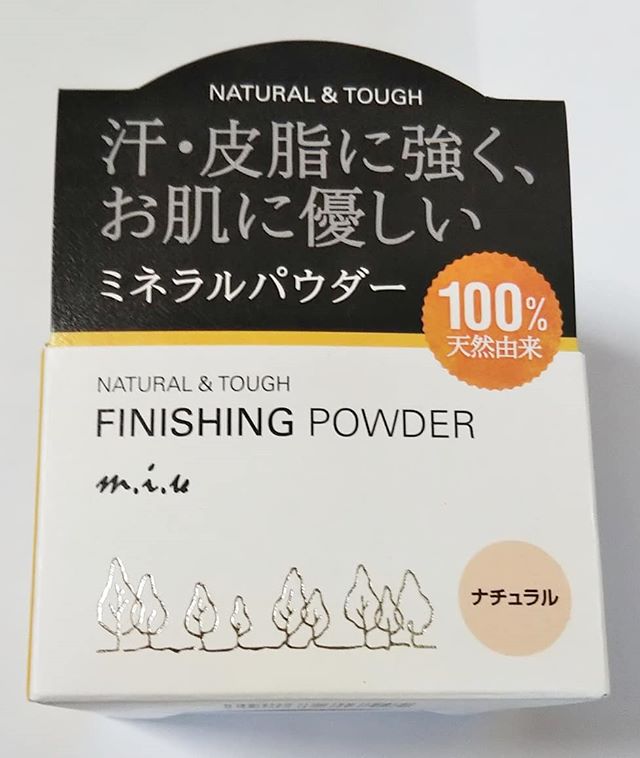 NATURAL & TOUGH
汗・皮脂に強く、
お肌に優しい
ミネラルパウダー
100%
天然由来
NATURAL & TOUGH
FINISHING POWDER
m.i.u
ナチュラル